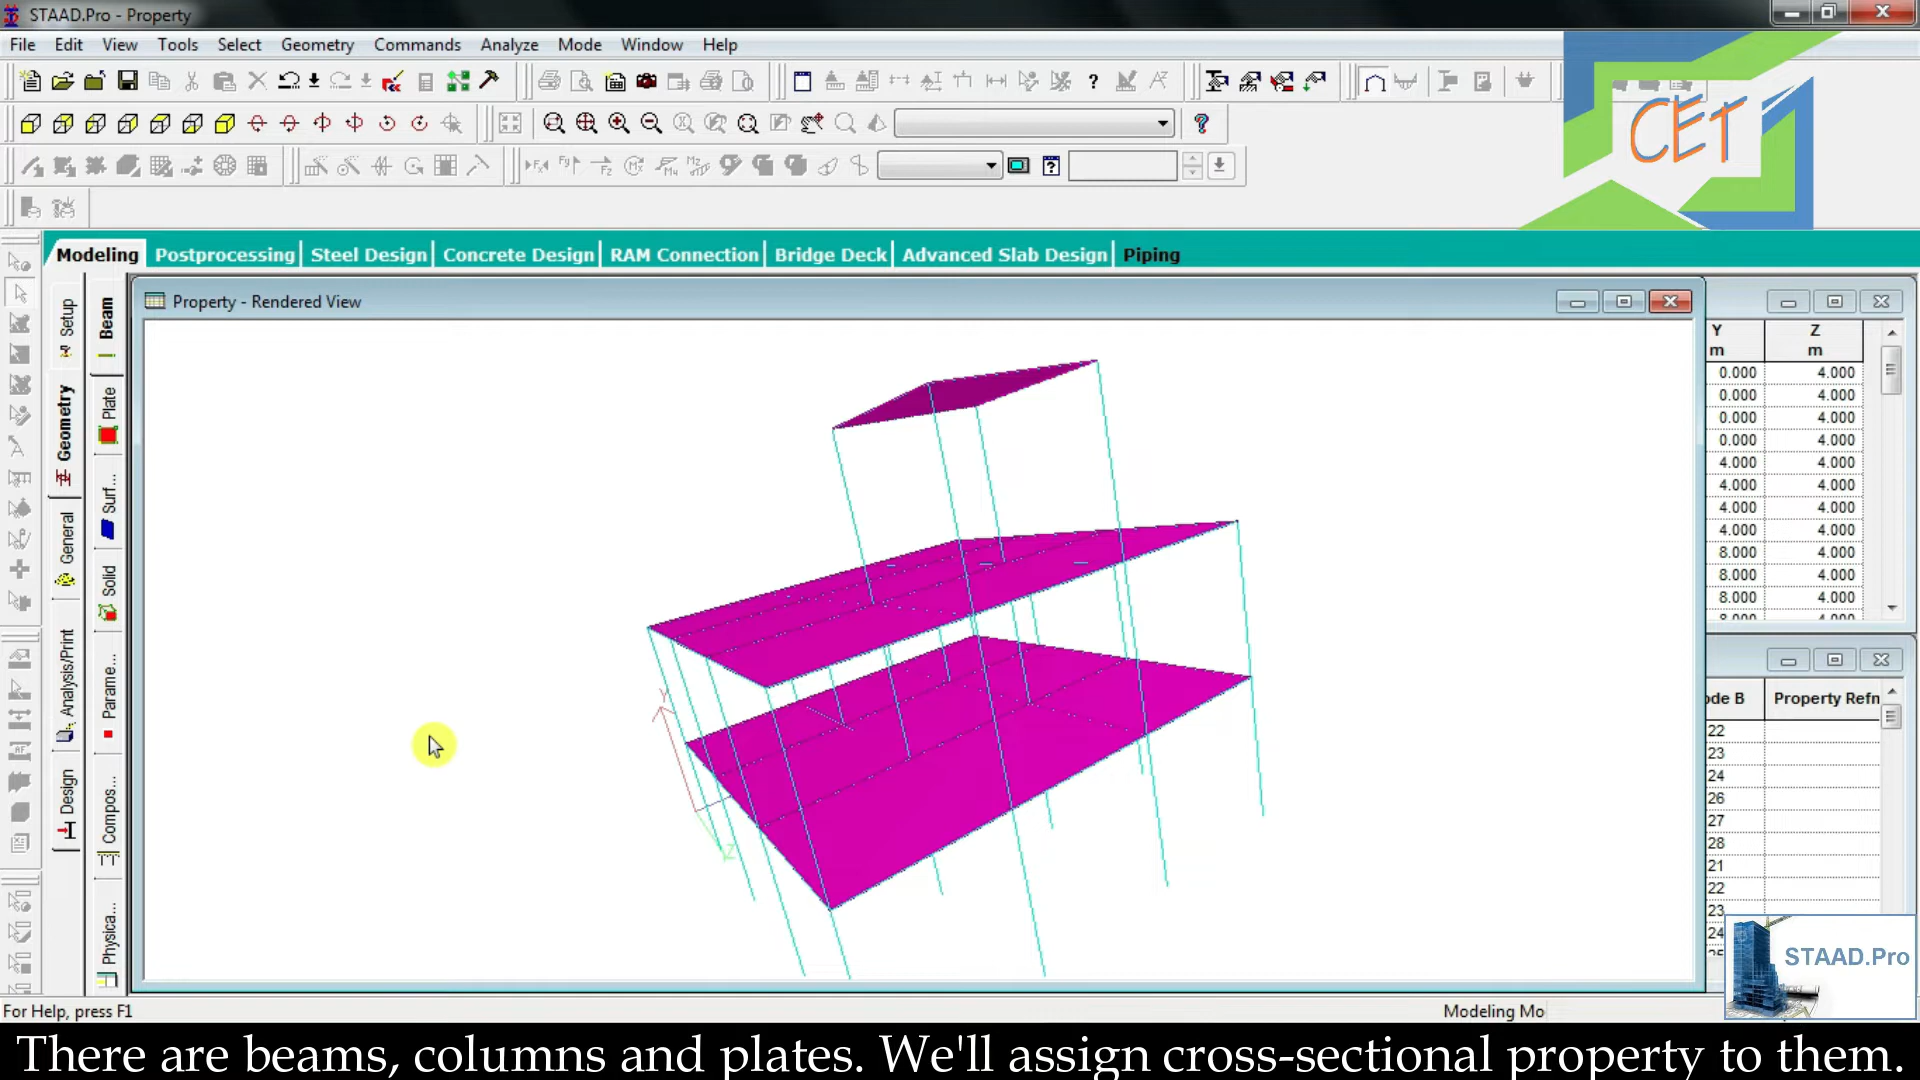 STAAD.Pro - Property
File Edit View Tools Select Geometry Commands Analyze Mode Window Help
CET
Modeling Postprocessing Steel Design Concrete Design RAM Connection Bridge Deck Advanced Slab Design Piping
Setup
Geometry
General
Analysis/Print
Design
Beam
Plate
Surf...
Solid
Parame...
Compos...
Physica...
Property - Rendered View
Y
Z
Y Z
m m
0.000 4.000
0.000 4.000
0.000 4.000
0.000 4.000
4.000 4.000
4.000 4.000
4.000 4.000
4.000 4.000
8.000 4.000
8.000 4.000
8.000 4.000
ode B Property Refn
22
23
24
26
27
28
21
22
23
24
STAAD.Pro
For Help, press F1
Modeling Mo
There are beams, columns and plates. We'll assign cross-sectional property to them.